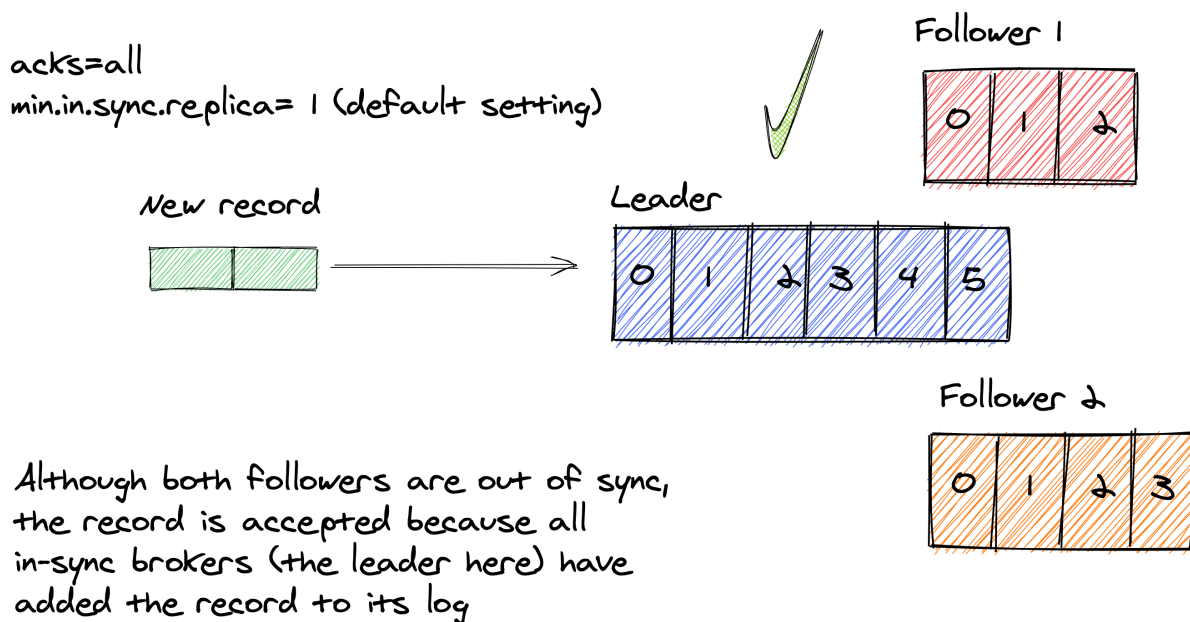 acks=all
min.in.sync.replica= 1 (default setting)
Follower 1
0 1 2
New record
Leader
0 1 2 3 4 5
Follower 2
0 1 2 3
Although both followers are out of sync,
the record is accepted because all
in-sync brokers (the leader here) have
added the record to its log